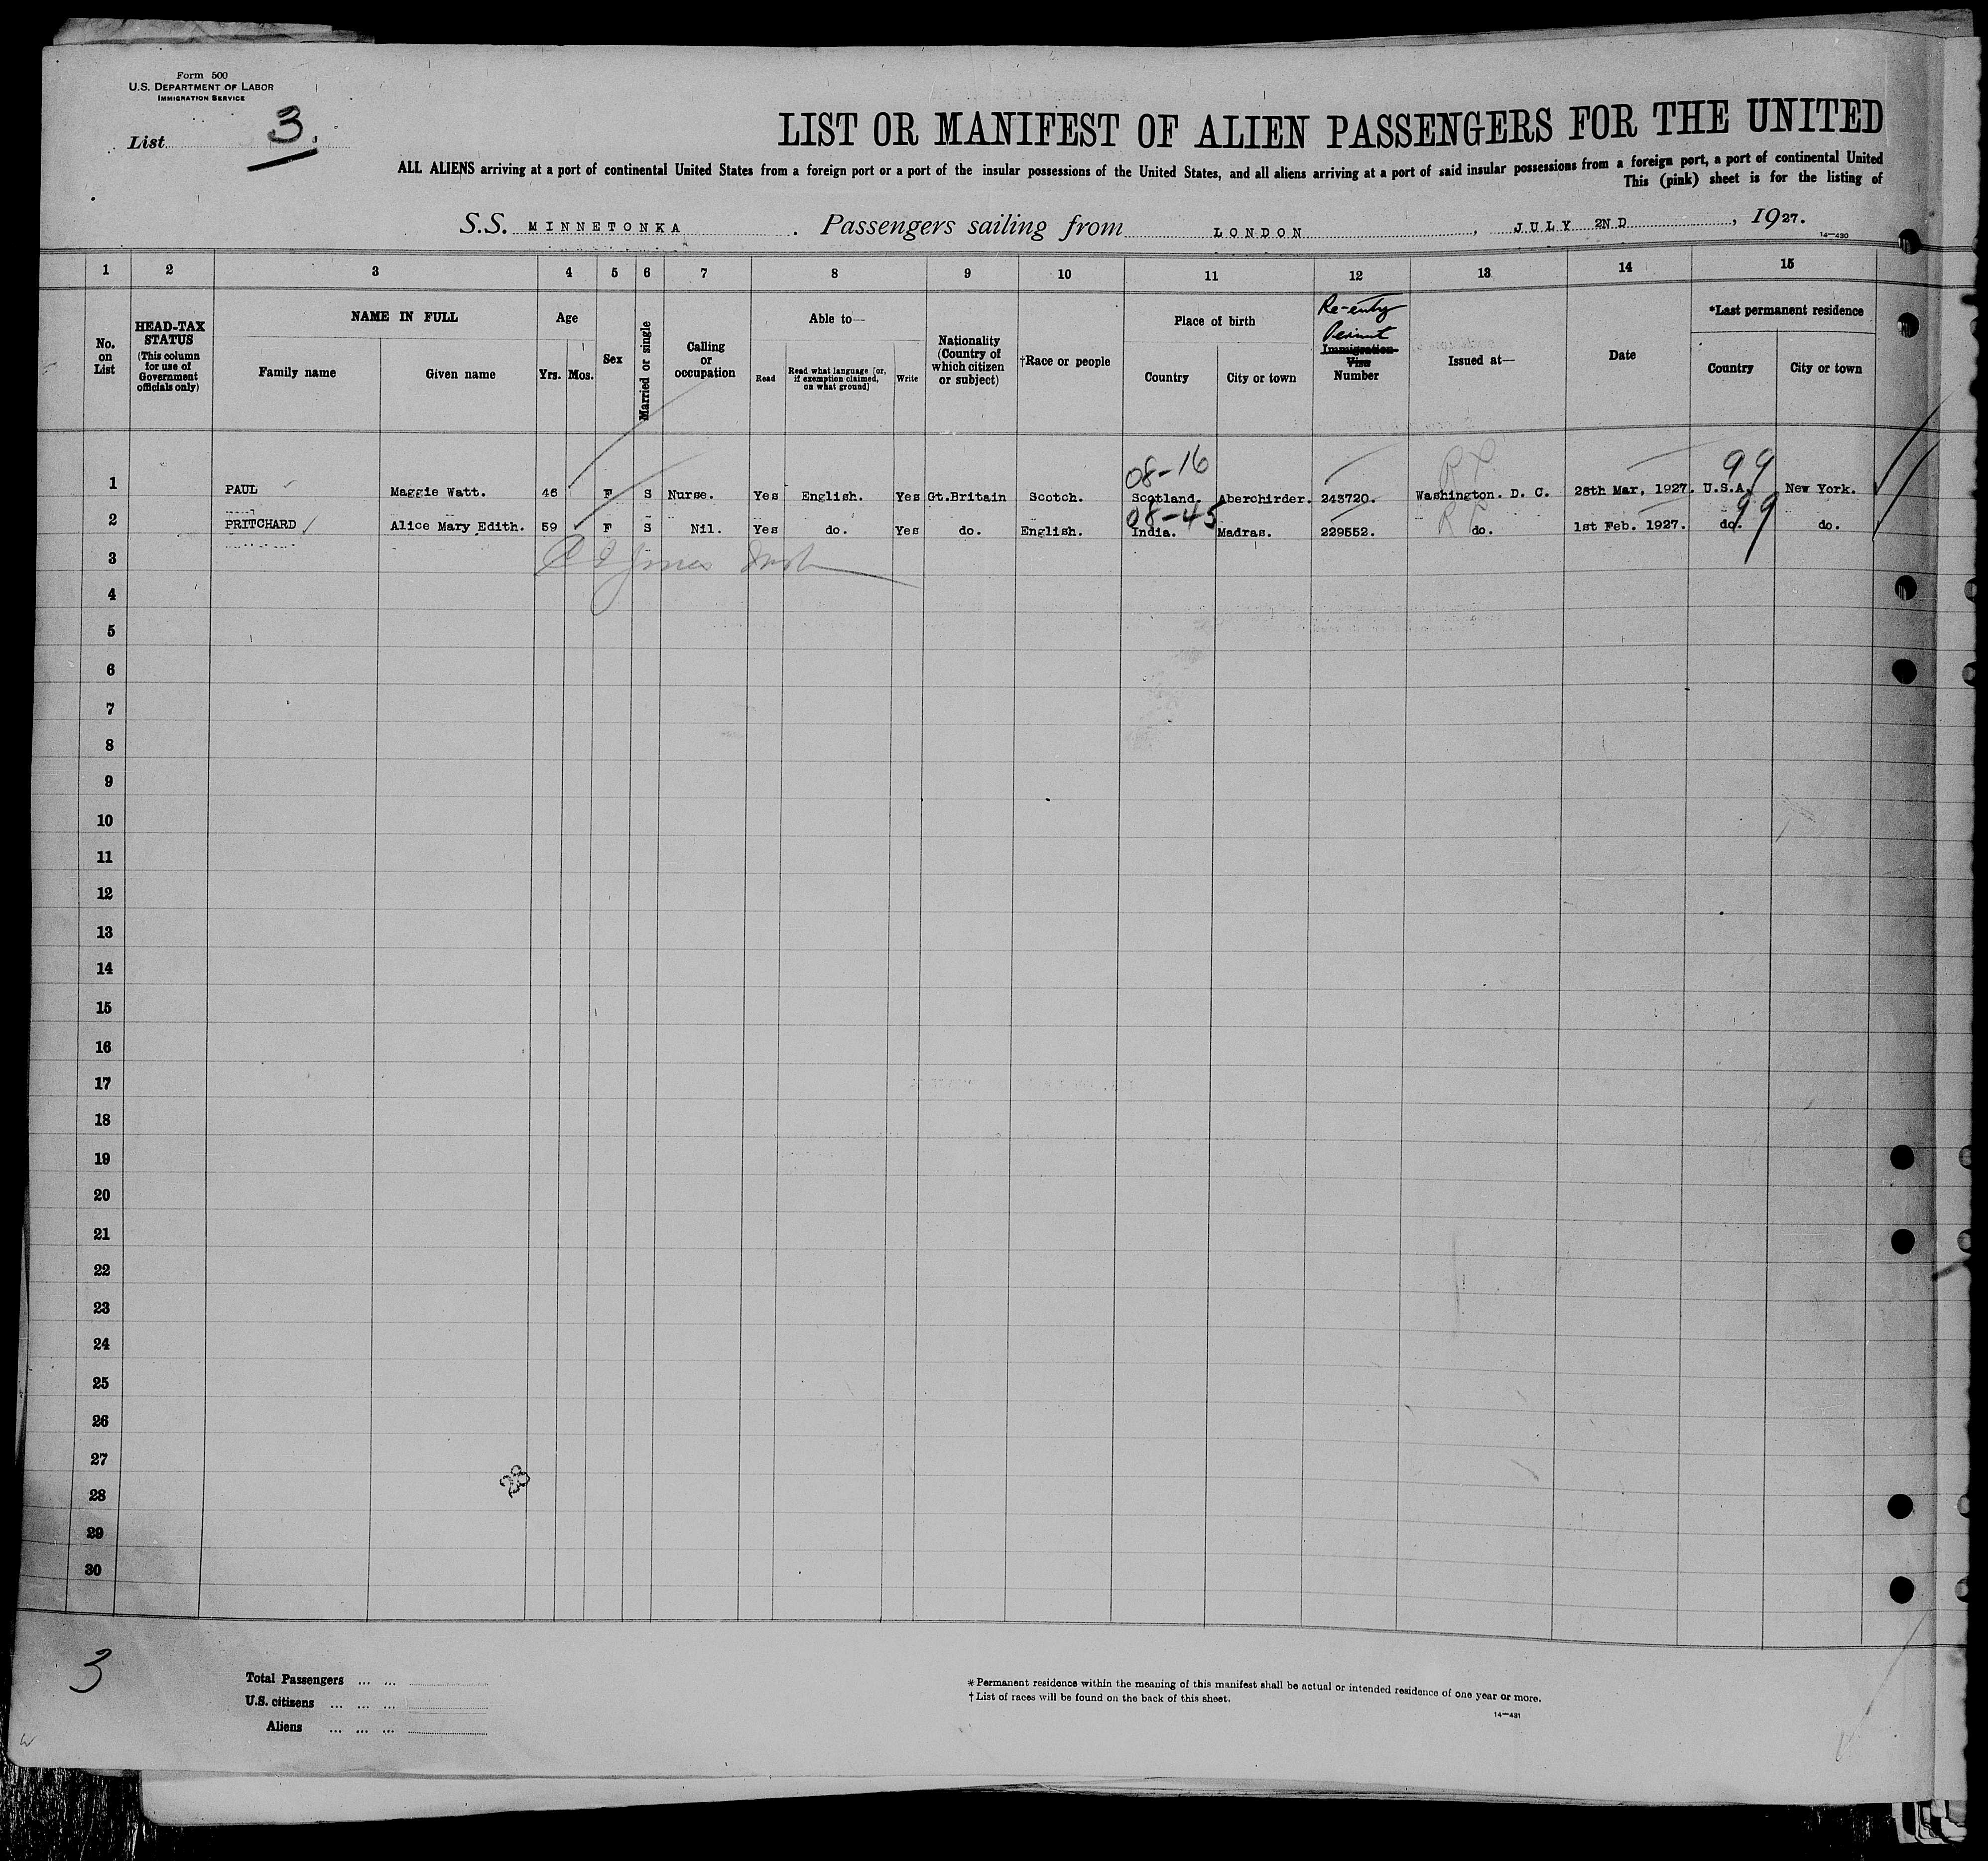 Form 500
U.S. DEPARTMENT OF LABOR
IMMIGRATION SERVICE
List 3.
LIST OR MANIFEST OF ALIEN PASSENGERS FOR THE UNITED
ALL ALIENS arriving at a port of continental United States from a foreign port or a port of the insular possessions of the United States, and all aliens arriving at a port of said insular possessions from a foreign port, a port of continental United
This (pink) sheet is for the listing of
S.S. MINNETONKA. Passengers sailing from LONDON, JULY 2ND, 1927.
14—430
1 2 3 4 5 6 7 8 9 10 11 12 13 14 15
No. on List
HEAD-TAX STATUS (This column for use of Government officials only)
NAME IN FULL
Family name
Given name
Age
Yrs. Mos.
Sex
Married or single
Calling or occupation
Able to—
Read
Read what language [or, if exemption claimed, on what ground]
Write
Nationality (Country of which citizen or subject)
†Race or people
Place of birth
Country
City or town
Re-entry
Permit
Immigration
Visa
Number
Issued at—
Date
*Last permanent residence
Country
City or town
08-16 RP 99
1 PAUL Maggie Watt. 46 F S Nurse. Yes English. Yes Gt.Britain Scotch. Scotland. Aberchirder. 243720. Washington. D. C. 28th Mar, 1927. U.S.A. New York.
08-45 99
2 PRITCHARD Alice Mary Edith. 59 F S Nil. Yes do. Yes do. English. India. Madras. 229552. do. 1st Feb. 1927. do. do.
3
4
5
6
7
8
9
10
11
12
13
14
15
16
17
18
19
20
21
22
23
24
25
26
27
28
29
30
3
Total Passengers ... ...
U.S. citizens ... ... ...
Aliens ... ... ...
*Permanent residence within the meaning of this manifest shall be actual or intended residence of one year or more.
†List of races will be found on the back of this sheet.
14—431